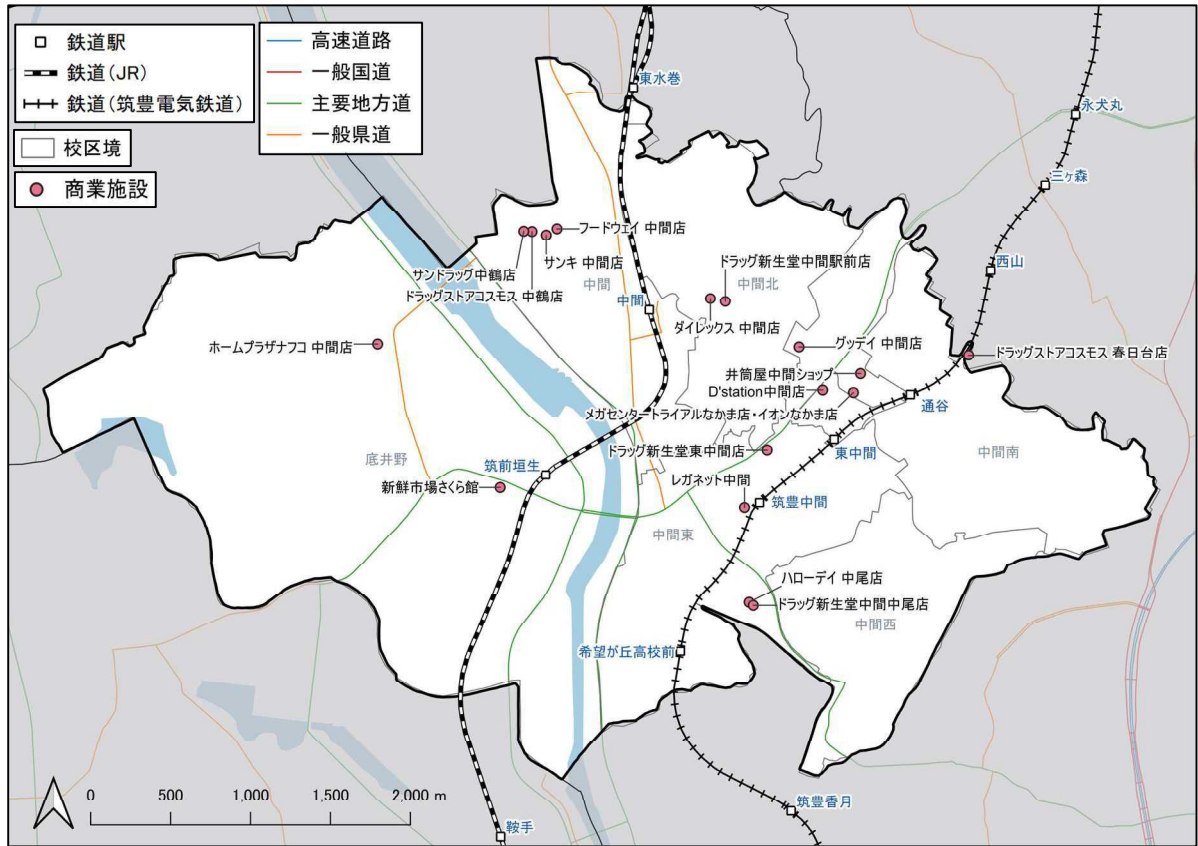 鉄道駅
鉄道(JR)
鉄道(筑豊電気鉄道)
校区境
商業施設
高速道路
一般国道
主要地方道
一般県道
東水巻
永犬丸
三ヶ森
西山
フードウェイ 中間店
サンキ 中間店
サンドラッグ中鶴店
ドラッグストアコスモス 中鶴店
中間
中間
ドラッグ新生堂中間駅前店
中間北
ダイレックス 中間店
ホームプラザナフコ 中間店
グッデイ 中間店
ドラッグストアコスモス 春日台店
井筒屋中間ショップ
D'station中間店
メガセンタートライアルなかま店・イオンなかま店
通谷
東中間
ドラッグ新生堂東中間店
中間南
底井野
筑前垣生
新鮮市場さくら館
レガネット中間
筑豊中間
中間東
ハローデイ 中尾店
ドラッグ新生堂中間中尾店
中間西
希望が丘高校前
筑豊香月
鞍手
0 500 1,000 1,500 2,000 m